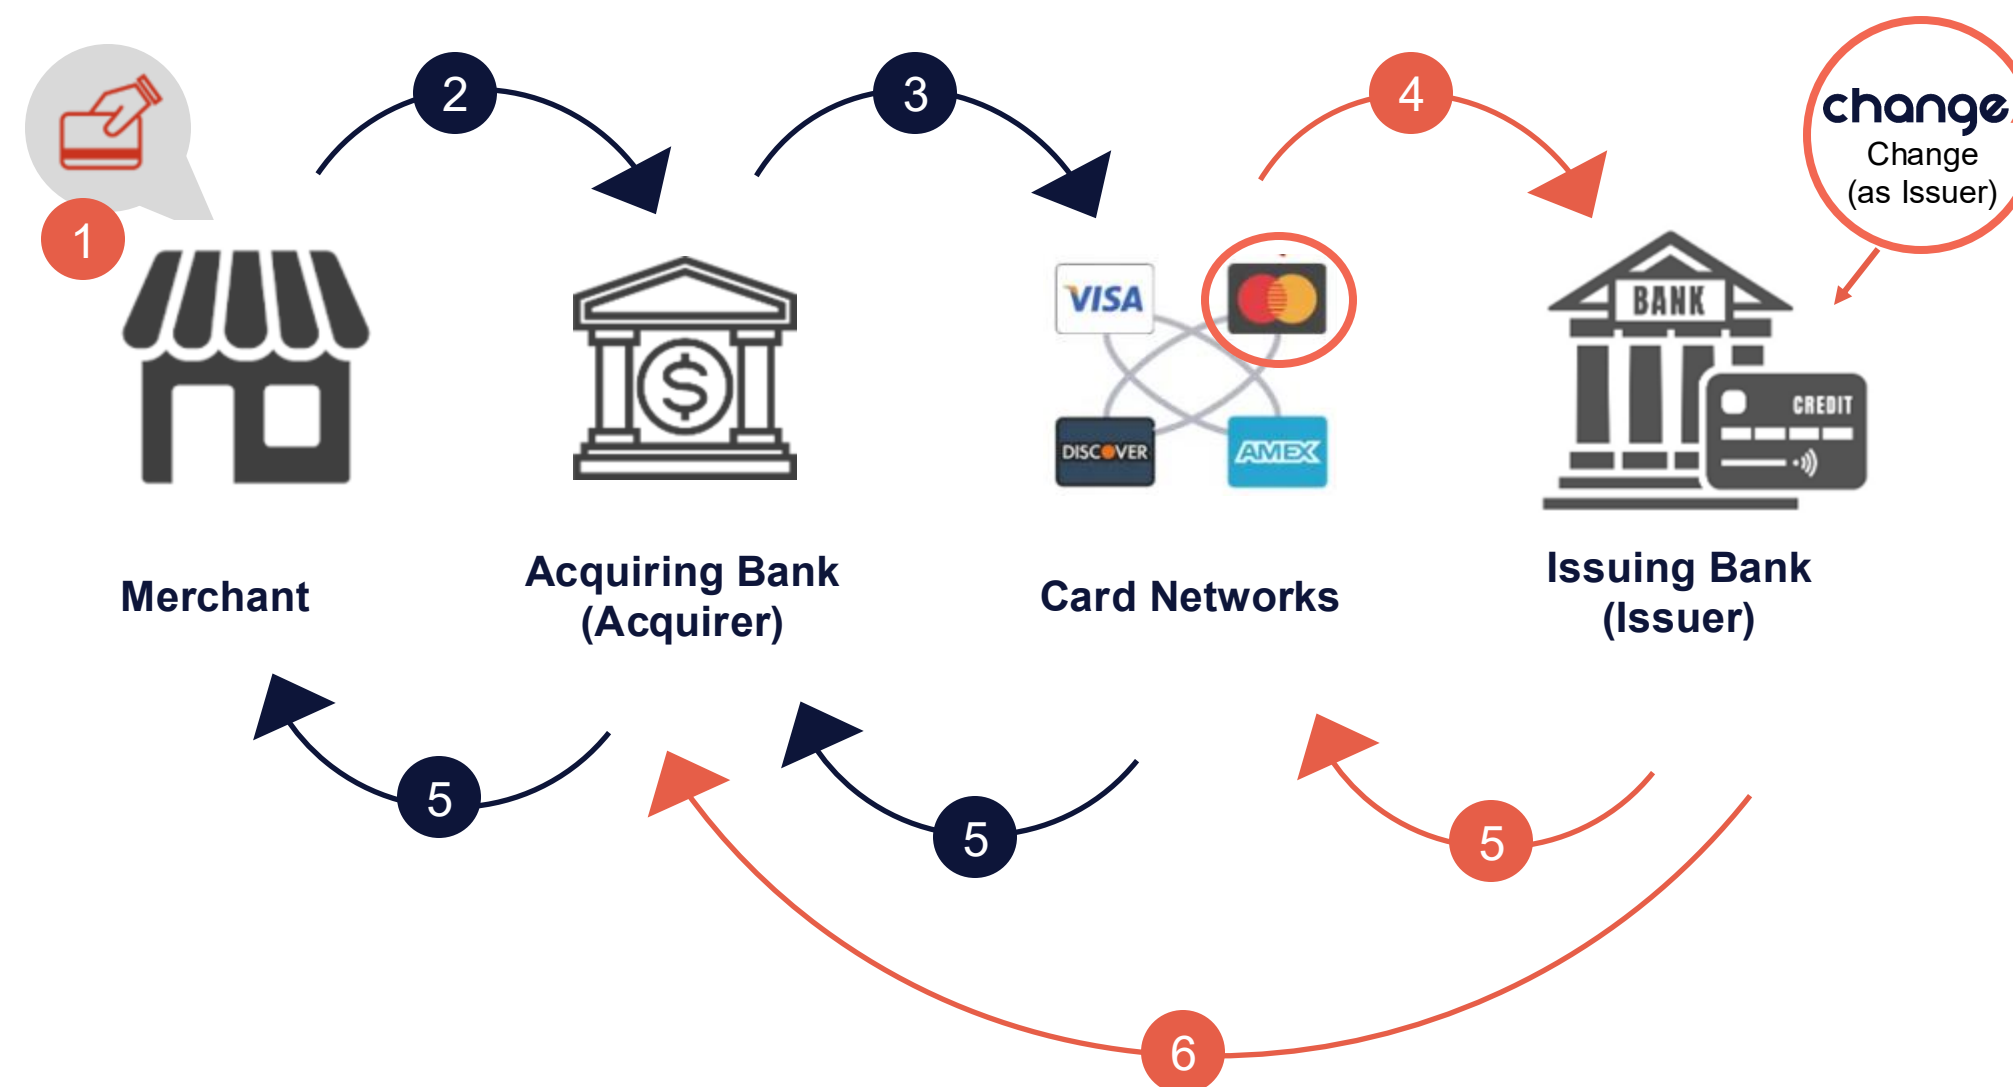 2
3
4
change
Change
(as Issuer)
1
VISA
BANK
CREDIT
DISCOVER
AMEX
Merchant
Acquiring Bank
(Acquirer)
Card Networks
Issuing Bank
(Issuer)
5
5
5
6